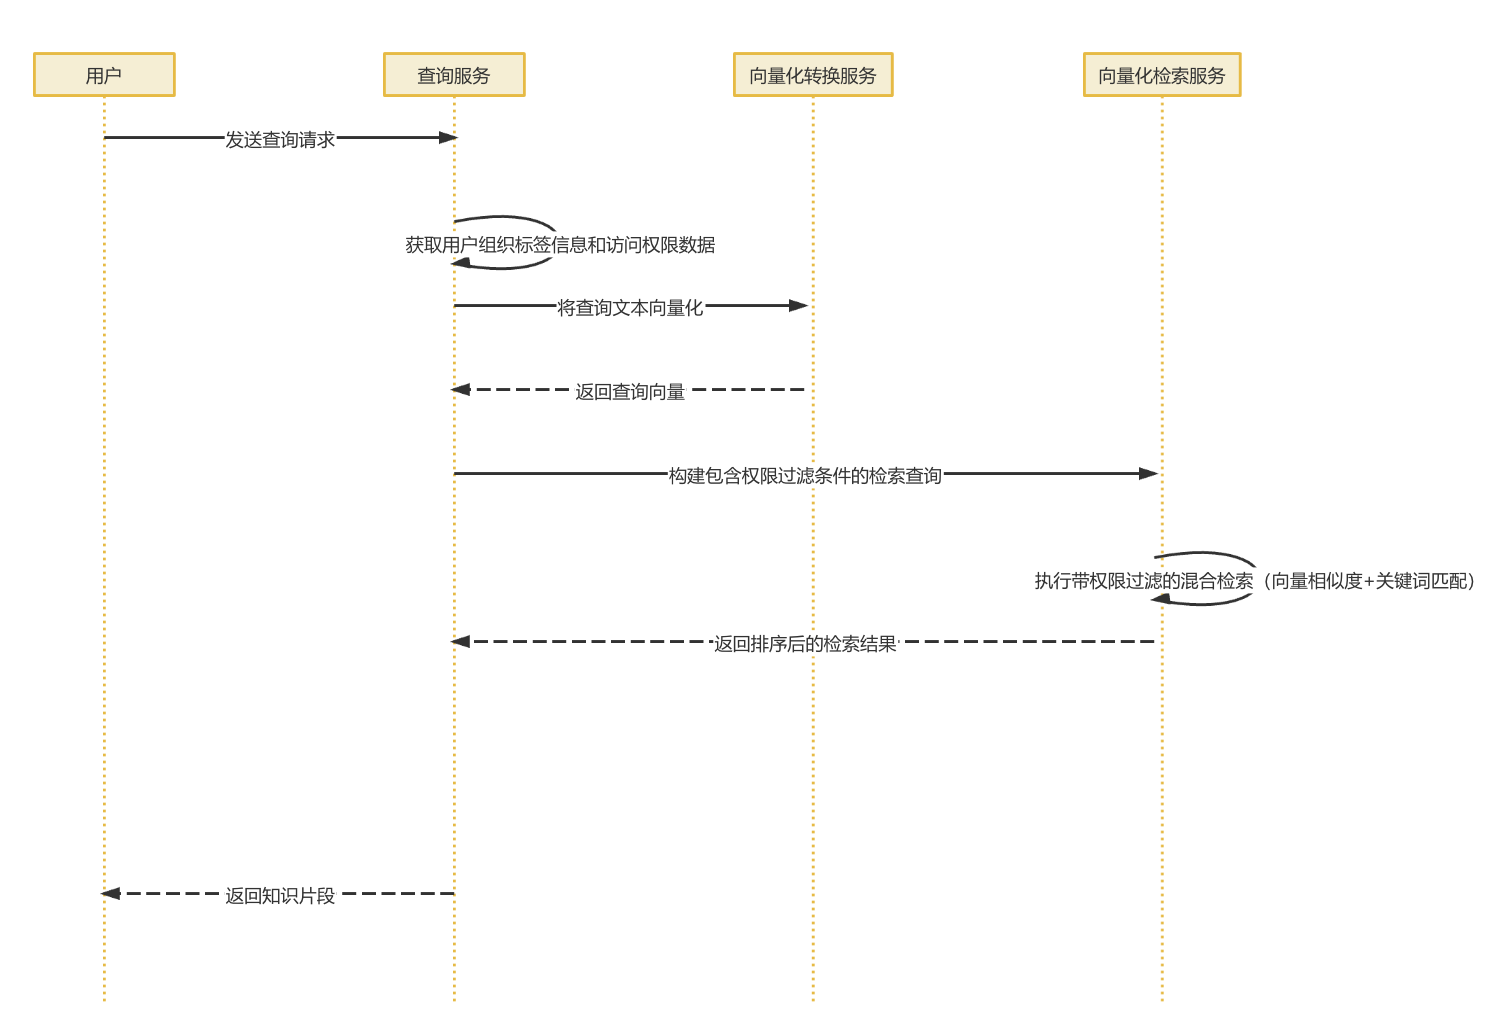 用户
查询服务
向量化转换服务
向量化检索服务
发送查询请求
获取用户组织标签信息和访问权限数据
将查询文本向量化
返回查询向量
构建包含权限过滤条件的检索查询
执行带权限过滤的混合检索（向量相似度+关键词匹配）
返回排序后的检索结果
返回知识片段